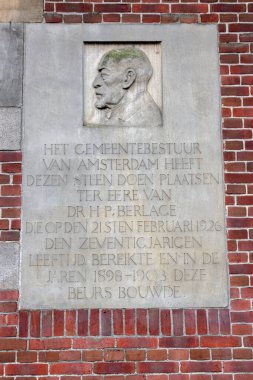 HET GEMEENTEBESTUUR
VAN AMSTERDAM HEEFT
DEZEN STEEN DOEN PLAATSEN
TER EERE VAN
DR H P BERLAGE
DIE OP DEN 21STEN FEBRUARI 1926
DEN ZEVENTIGJARIGEN
LEEFTIJD BEREIKTE EN IN DE
JAREN 1898-1903 DEZE
BEURS BOUWDE